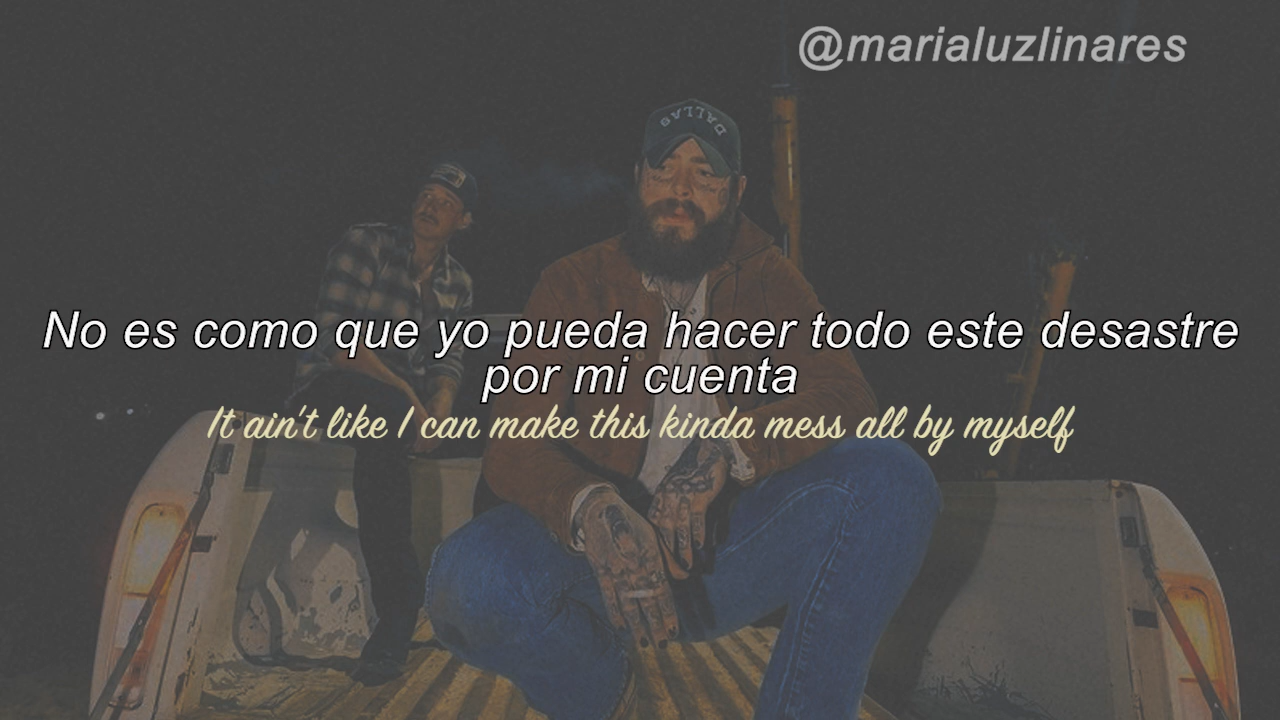 @marialuzlinares
DALLAS
No es como que yo pueda hacer todo este desastre
por mi cuenta
It ain't like I can make this kinda mess all by myself